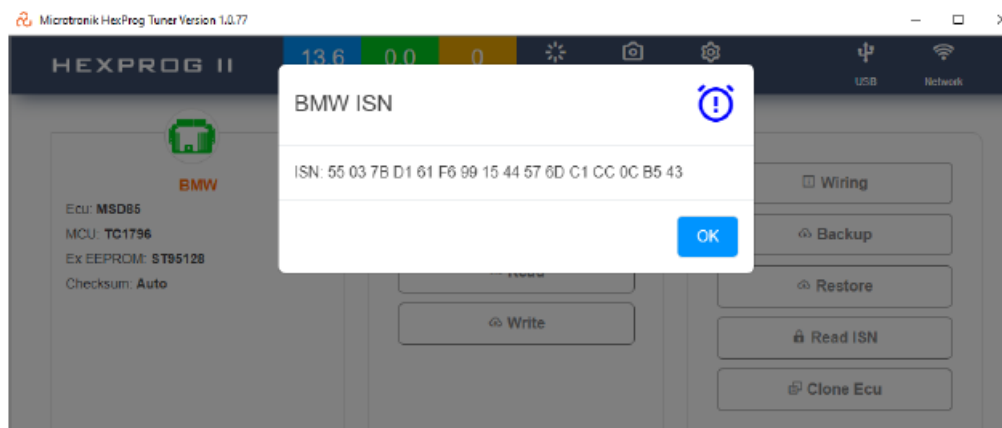 Microtronik HexProg Tuner Version 1.0.77
HEXPROG II
13.6 0.0 0
USB
Network
BMW ISN
ISN: 55 03 7B D1 61 F6 99 15 44 57 6D C1 CC 0C B5 43
OK
BMW
Ecu: MSD85
MCU: TC1796
Ex EEPROM: ST95128
Checksum: Auto
Read
Write
Wiring
Backup
Restore
Read ISN
Clone Ecu